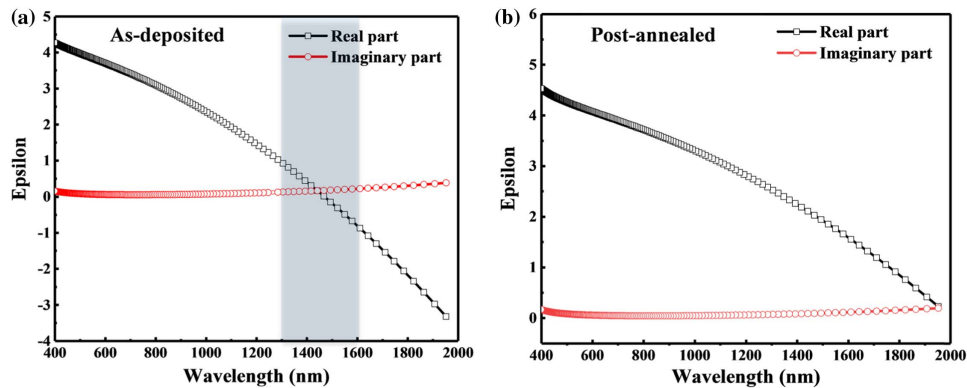 (a)
As-deposited
Real part
Imaginary part
5
4
3
2
1
0
-1
-2
-3
-4
Epsilon
400 600 800 1000 1200 1400 1600 1800 2000
Wavelength (nm)
(b)
Post-annealed
Real part
Imaginary part
6
5
4
3
2
1
0
Epsilon
400 600 800 1000 1200 1400 1600 1800 2000
Wavelength (nm)